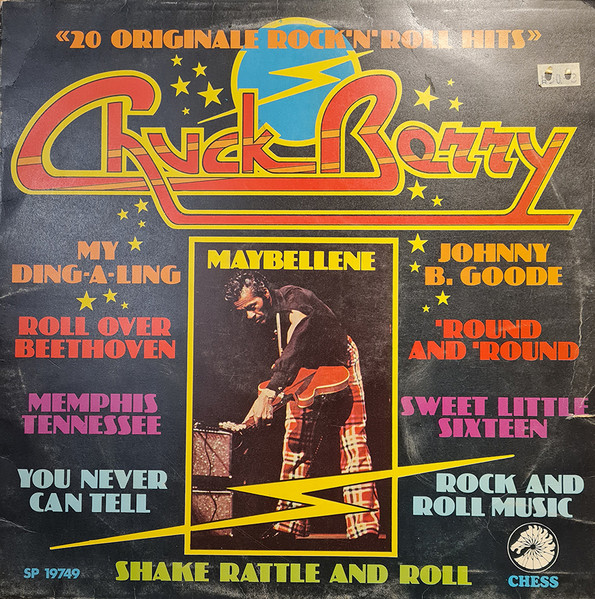 «20 ORIGINALE ROCK'N'ROLL HITS»
Chuck Berry
MY
DING-A-LING
MAYBELLENE
JOHNNY
B. GOODE
ROLL OVER
BEETHOVEN
'ROUND
AND 'ROUND
MEMPHIS
TENNESSEE
SWEET LITTLE
SIXTEEN
YOU NEVER
CAN TELL
ROCK AND
ROLL MUSIC
SP 19749
SHAKE RATTLE AND ROLL
CHESS